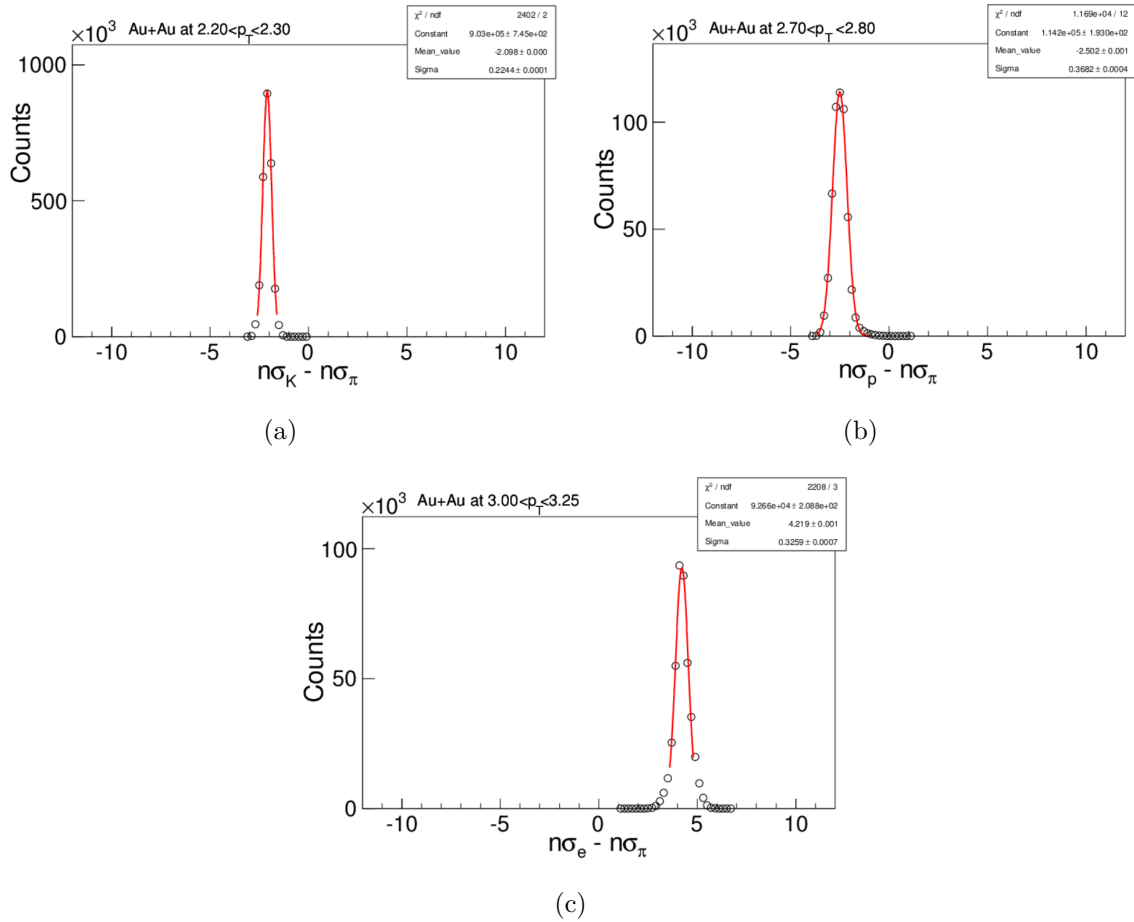 ×10³ Au+Au at 2.20<p_T<2.30
χ² / ndf 2402 / 2
Constant 9.03e+05 ± 7.45e+02
Mean_value -2.098 ± 0.000
Sigma 0.2244 ± 0.0001
1000
500
0
Counts
-10 -5 0 5 10
nσ_K - nσ_π
(a)
×10³ Au+Au at 2.70<p_T<2.80
χ² / ndf 1.169e+04 / 12
Constant 1.142e+05 ± 1.930e+02
Mean_value -2.502 ± 0.001
Sigma 0.3682 ± 0.0004
100
50
0
Counts
-10 -5 0 5 10
nσ_p - nσ_π
(b)
×10³ Au+Au at 3.00<p_T<3.25
χ² / ndf 2208 / 3
Constant 9.266e+04 ± 2.088e+02
Mean_value 4.219 ± 0.001
Sigma 0.3259 ± 0.0007
100
50
0
Counts
-10 -5 0 5 10
nσ_e - nσ_π
(c)